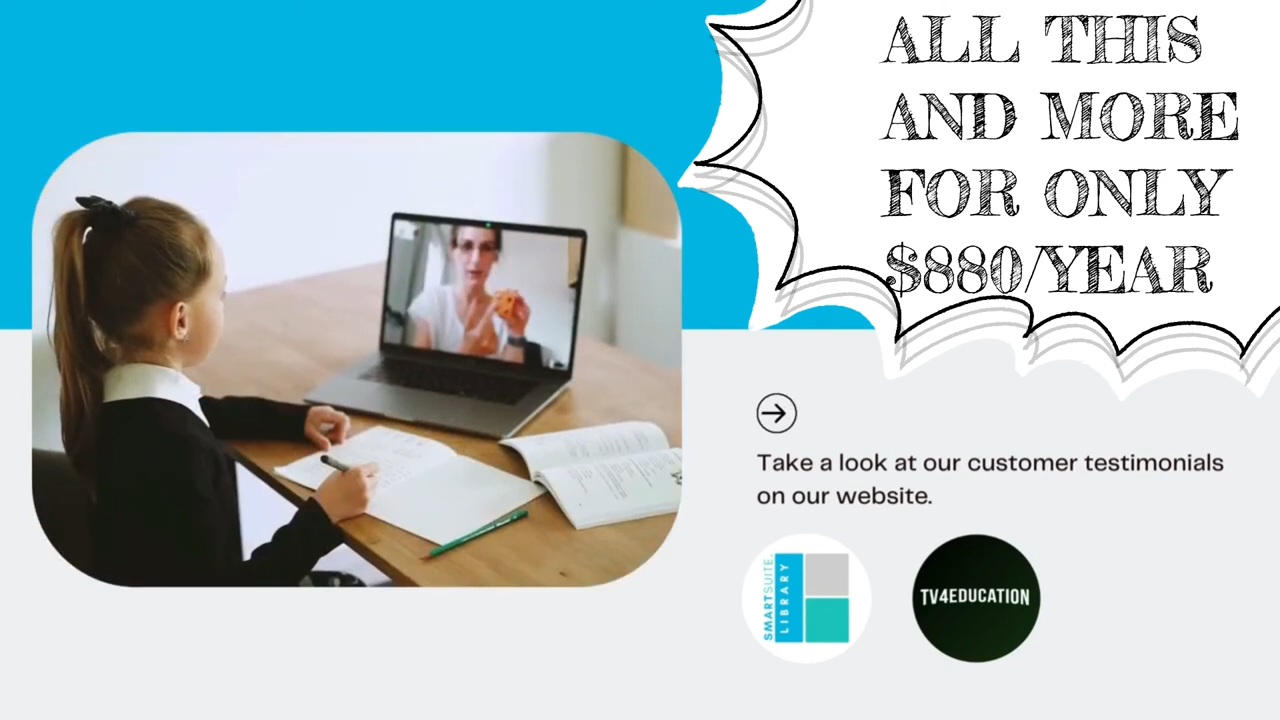 ALL THIS
AND MORE
FOR ONLY
$880/YEAR
Take a look at our customer testimonials
on our website.
SMARTSUITE.
LIBRARY
TV4EDUCATION